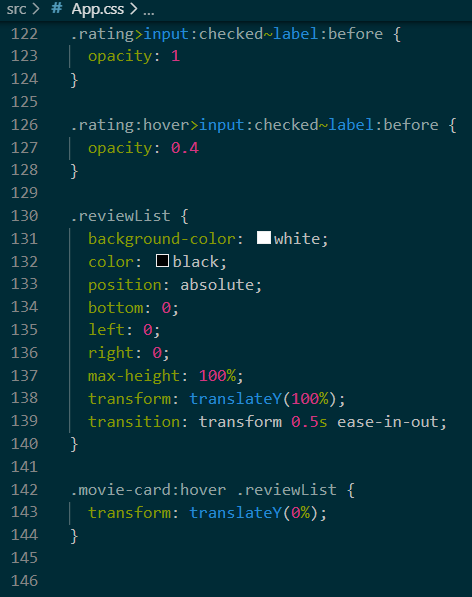 src > # App.css > ...
122 .rating>input:checked~label:before {
123 opacity: 1
124 }
125
126 .rating:hover>input:checked~label:before {
127 opacity: 0.4
128 }
129
130 .reviewList {
131 background-color: white;
132 color: black;
133 position: absolute;
134 bottom: 0;
135 left: 0;
136 right: 0;
137 max-height: 100%;
138 transform: translateY(100%);
139 transition: transform 0.5s ease-in-out;
140 }
141
142 .movie-card:hover .reviewList {
143 transform: translateY(0%);
144 }
145
146